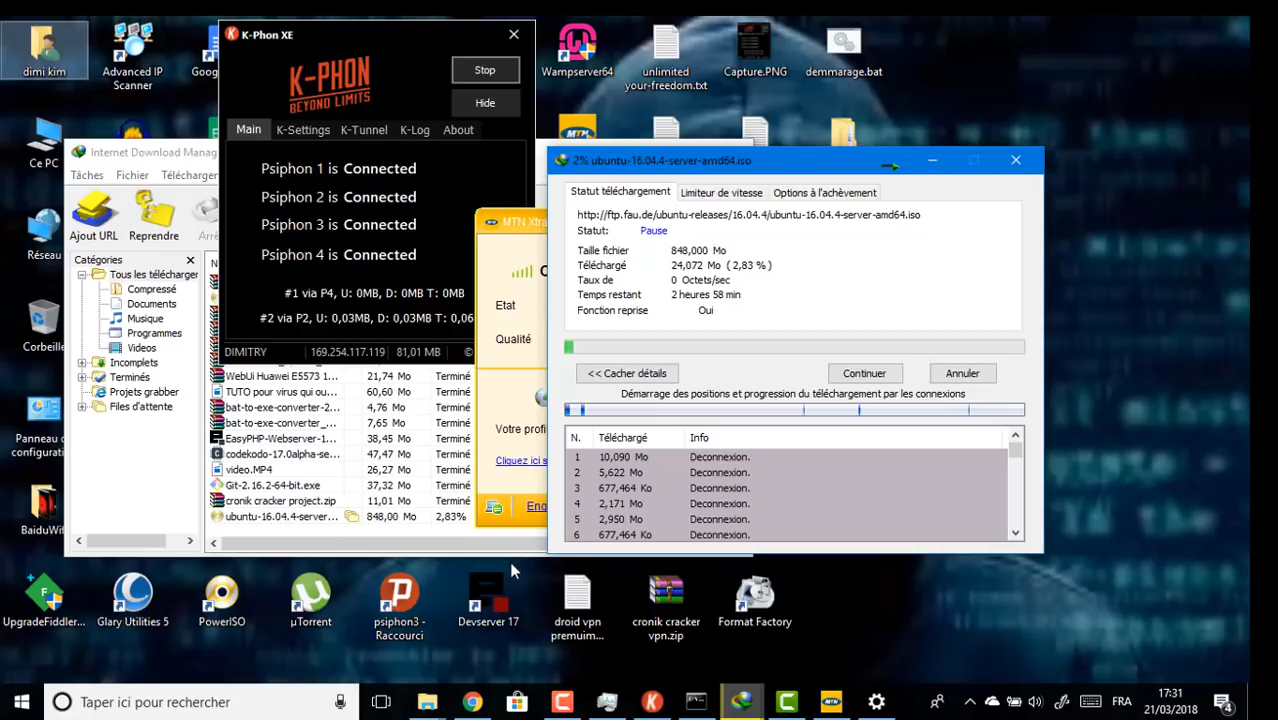 dimi kim
Advanced IP
Scanner
Goog
K-Phon XE
K-PHON
BEYOND LIMITS
Stop
Hide
Main
K-Settings
K-Tunnel
K-Log
About
Psiphon 1 is Connected
Psiphon 2 is Connected
Psiphon 3 is Connected
Psiphon 4 is Connected
#1 via P4, U: 0MB, D: 0MB T: 0MB
#2 via P2, U: 0,03MB, D: 0,03MB T: 0,06
DIMITRY
169.254.117.119
81,01 MB
©
Wampserver64
unlimited
your-freedom.txt
Capture.PNG
demmarage.bat
MTN
Ce PC
Réseau
Corbeille
Panneau de
configurati...
BaiduWifi
Internet Download Manag
Tâches
Fichier
Télécharger
Ajout URL
Reprendre
Arrê
Catégories
Tous les télécharger
Compressé
Documents
Musique
Programmes
Videos
Incomplets
Terminés
Projets grabber
Files d'attente
N
WebUi Huawei E5573 1... 21,74 Mo Terminé
TUTO pour virus qui ou... 60,60 Mo Terminé
bat-to-exe-converter-2... 4,76 Mo Terminé
bat-to-exe-converter_... 7,65 Mo Terminé
EasyPHP-Webserver-1... 38,45 Mo Terminé
codekodo-17.0alpha-se... 47,47 Mo Terminé
video.MP4 26,27 Mo Terminé
Git-2.16.2-64-bit.exe 37,32 Mo Terminé
cronik cracker project.zip 11,01 Mo Terminé
ubuntu-16.04.4-server... 848,00 Mo 2,83%
MTN Xtra
C
Etat
Qualité
Votre profil
Cliquez ici s
Enq
2% ubuntu-16.04.4-server-amd64.iso
Statut téléchargement
Limiteur de vitesse
Options à l'achèvement
http://ftp.fau.de/ubuntu-releases/16.04.4/ubuntu-16.04.4-server-amd64.iso
Statut: Pause
Taille fichier 848,000 Mo
Téléchargé 24,072 Mo ( 2,83 % )
Taux de 0 Octets/sec
Temps restant 2 heures 58 min
Fonction reprise Oui
<< Cacher détails
Continuer
Annuler
Démarrage des positions et progression du téléchargement par les connexions
N. Téléchargé Info
1 10,090 Mo Deconnexion.
2 5,622 Mo Deconnexion.
3 677,464 Ko Deconnexion.
4 2,171 Mo Deconnexion.
5 2,950 Mo Deconnexion.
6 677,464 Ko Deconnexion.
UpgradeFiddler...
Glary Utilities 5
PowerISO
µTorrent
psiphon3 -
Raccourci
Devserver 17
droid vpn
premuim...
cronik cracker
vpn.zip
Format Factory
Taper ici pour rechercher
MTN
FRA
17:31
21/03/2018
4